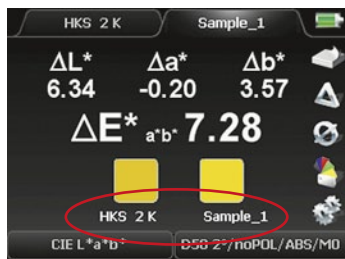 HKS 2 K Sample_1
ΔL* Δa* Δb*
6.34 -0.20 3.57
ΔE* a*b* 7.28
HKS 2 K Sample_1
CIE L*a*b* D50 2°/noPOL/ABS/M0